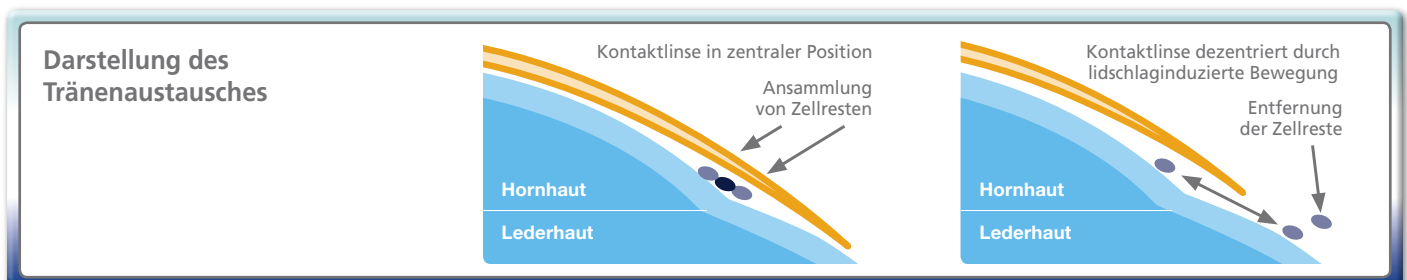 Darstellung des
Tränenaustausches
Kontaktlinse in zentraler Position
Ansammlung
von Zellresten
Hornhaut
Lederhaut
Kontaktlinse dezentriert durch
lidschlaginduzierte Bewegung
Entfernung
der Zellreste
Hornhaut
Lederhaut